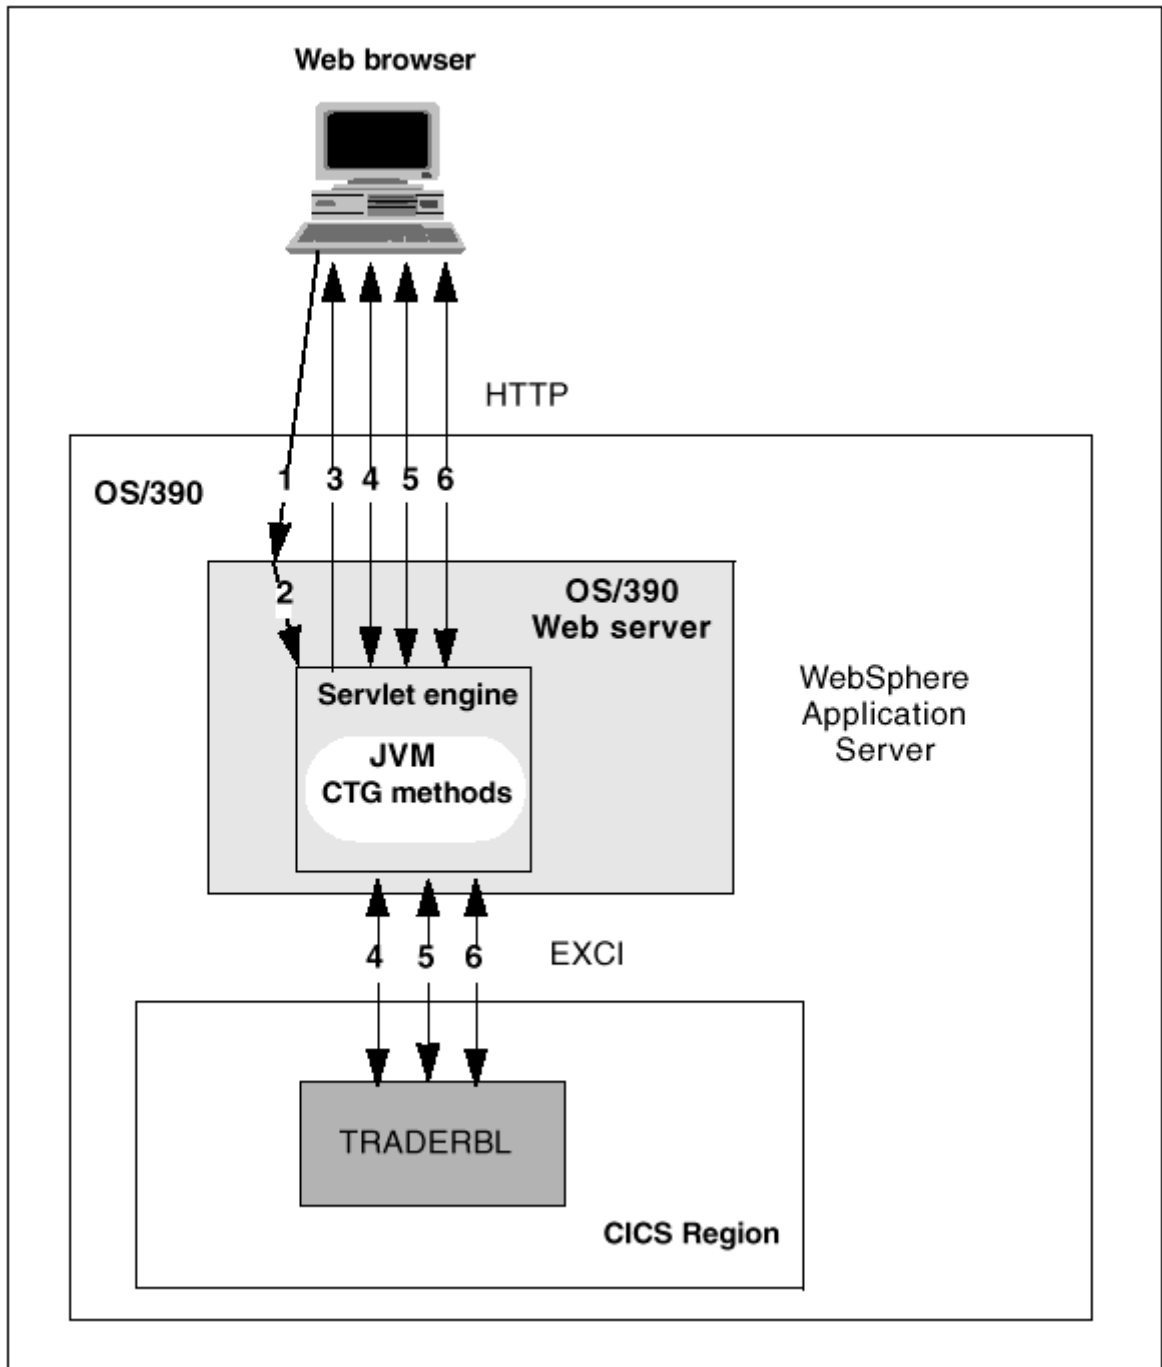 Web browser
HTTP
OS/390
1 3 4 5 6
2
OS/390
Web server
Servlet engine
JVM
CTG methods
WebSphere
Application
Server
4 5 6
EXCI
TRADERBL
CICS Region